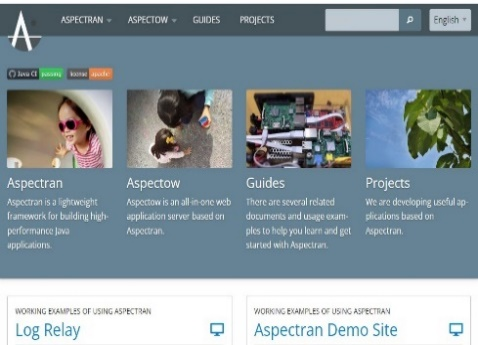 ASPECTRAN ASPECTOW GUIDES PROJECTS English
Java CI passing license apache
Aspectran Aspectow Guides Projects
Aspectran is a lightweight
framework for building high-
performance Java
applications.
Aspectow is an all-in-one web
application server based on
Aspectran.
There are several related
documents and usage exam-
ples to help you learn and get
started with Aspectran.
We are developing useful ap-
plications based on
Aspectran.
WORKING EXAMPLES OF USING ASPECTRAN
Log Relay
WORKING EXAMPLES OF USING ASPECTRAN
Aspectran Demo Site